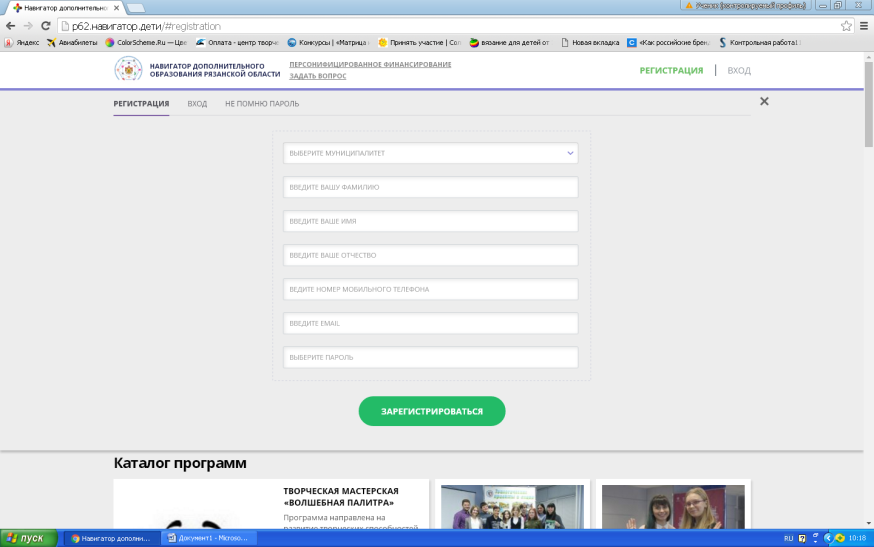 Навигатор дополнительно
Ученик (контролируемый профиль)
р62.навигатор.дети/#registration
Яндекс
Авиабилеты
ColorScheme.Ru — Цве
Оплата - центр творч
Конкурсы | «Матрица
Принять участие | Сол
вязание для детей от
Новая вкладка
«Как российские брен
Контрольная работа |
НАВИГАТОР ДОПОЛНИТЕЛЬНОГО
ОБРАЗОВАНИЯ РЯЗАНСКОЙ ОБЛАСТИ
ПЕРСОНИФИЦИРОВАННОЕ ФИНАНСИРОВАНИЕ
ЗАДАТЬ ВОПРОС
РЕГИСТРАЦИЯ
ВХОД
РЕГИСТРАЦИЯ
ВХОД
НЕ ПОМНЮ ПАРОЛЬ
ВЫБЕРИТЕ МУНИЦИПАЛИТЕТ
ВВЕДИТЕ ВАШУ ФАМИЛИЮ
ВВЕДИТЕ ВАШЕ ИМЯ
ВВЕДИТЕ ВАШЕ ОТЧЕСТВО
ВЕДИТЕ НОМЕР МОБИЛЬНОГО ТЕЛЕФОНА
ВВЕДИТЕ EMAIL
ВЫБЕРИТЕ ПАРОЛЬ
ЗАРЕГИСТРИРОВАТЬСЯ
Каталог программ
ТВОРЧЕСКАЯ МАСТЕРСКАЯ
«ВОЛШЕБНАЯ ПАЛИТРА»
Программа направлена на
развитие творческих способностей
пуск
Навигатор дополни...
Документ1 - Microso...
RU
10:18